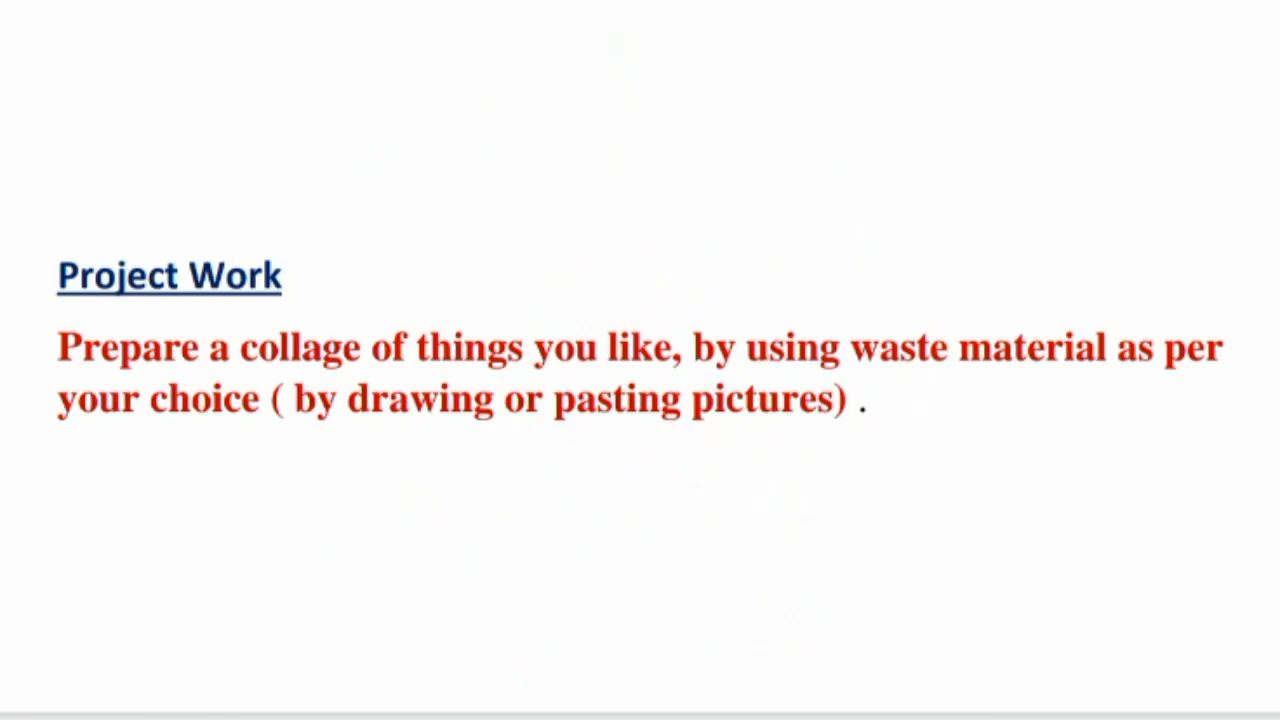 Project Work
Prepare a collage of things you like, by using waste material as per
your choice ( by drawing or pasting pictures) .